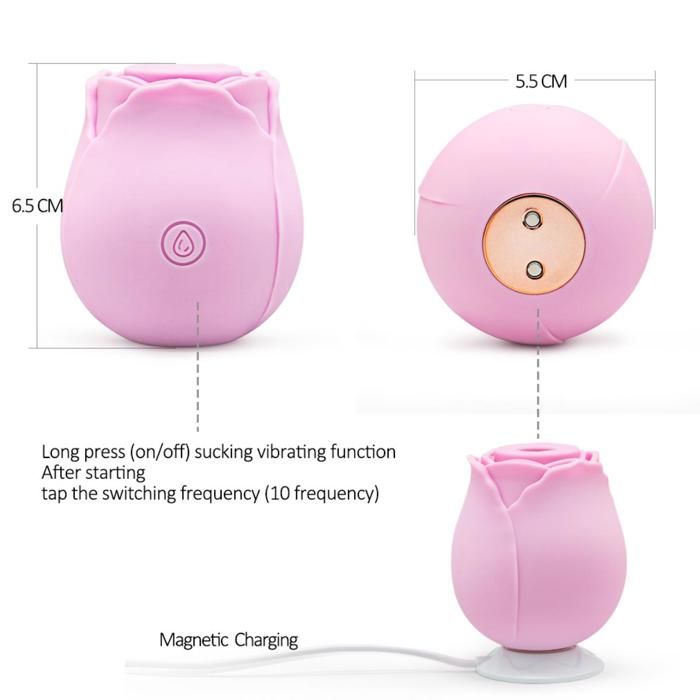 5.5 CM
6.5 CM
Long press (on/off) sucking vibrating function
After starting
tap the switching frequency (10 frequency)
Magnetic Charging